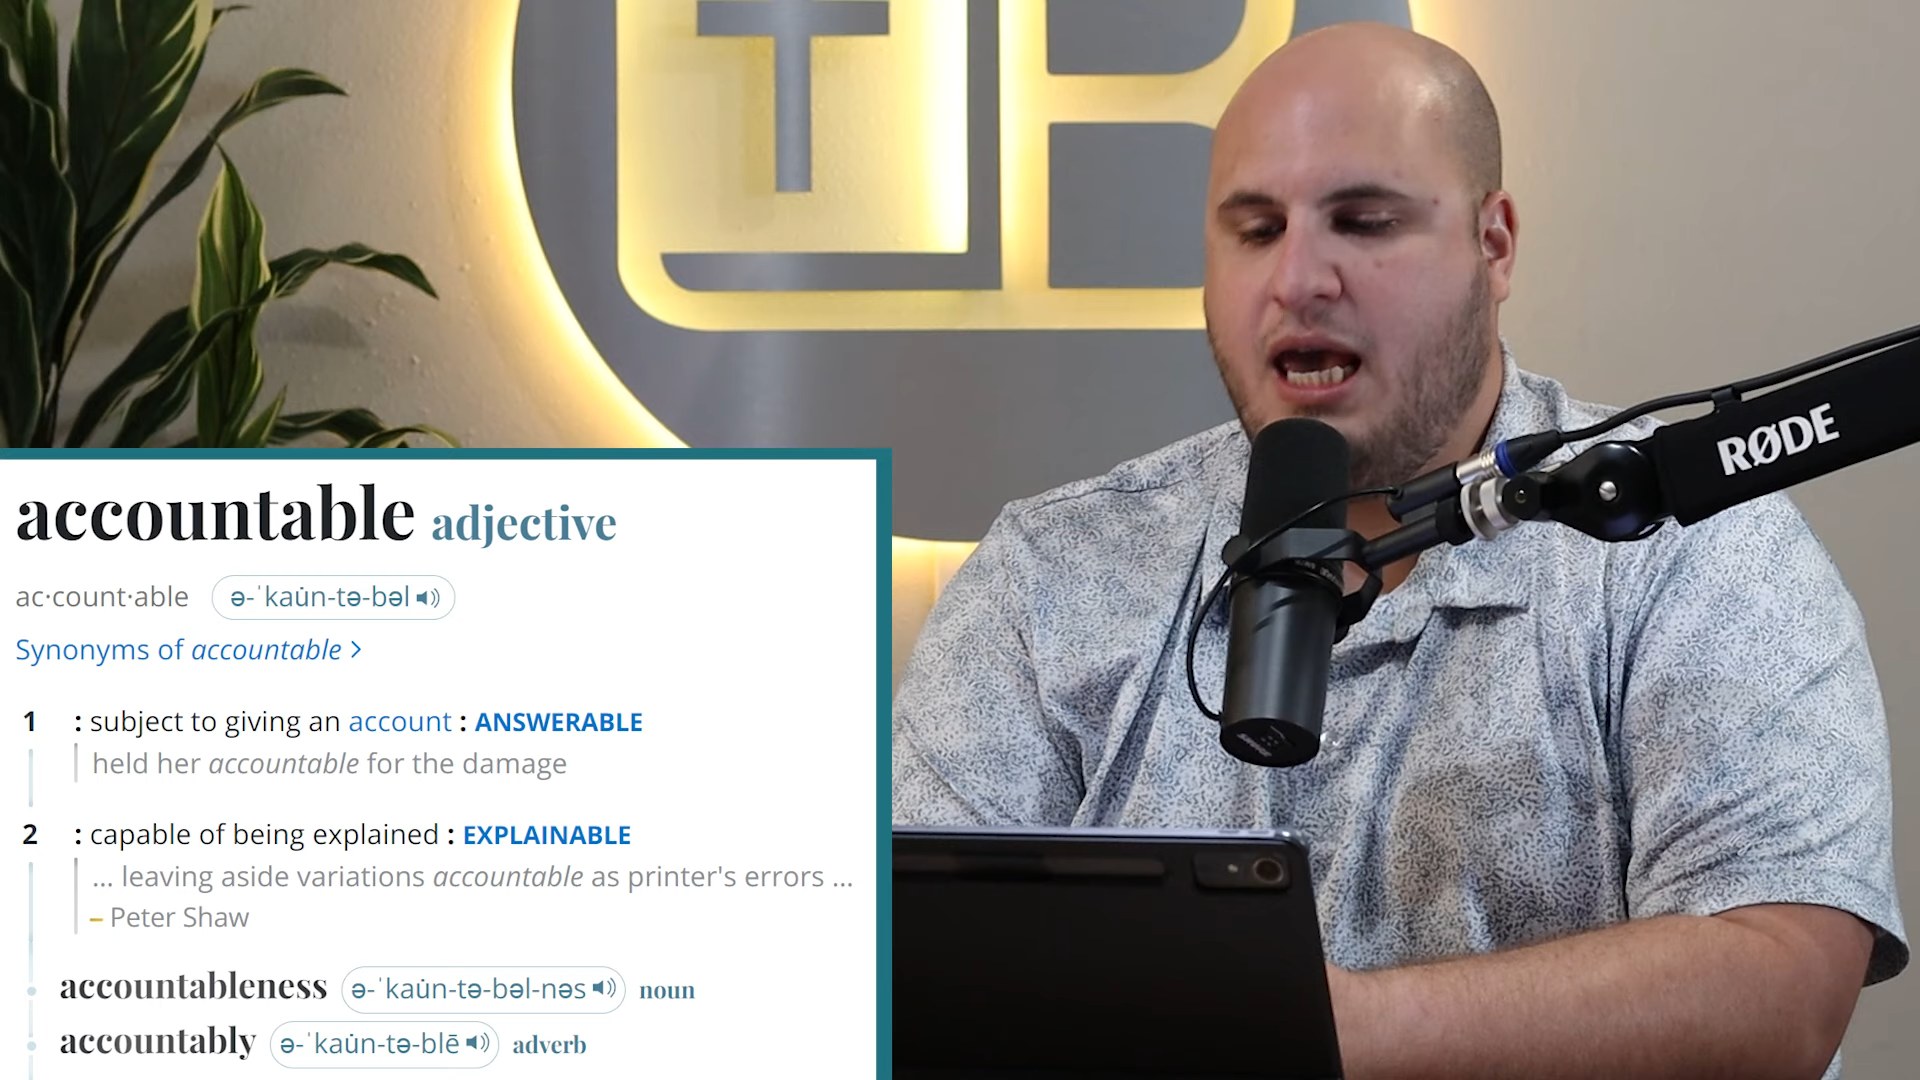 accountable adjective
ac·count·able ə-ˈkau̇n-tə-bəl
Synonyms of accountable >
1 : subject to giving an account : ANSWERABLE
held her accountable for the damage
2 : capable of being explained : EXPLAINABLE
... leaving aside variations accountable as printer's errors ...
– Peter Shaw
accountableness ə-ˈkau̇n-tə-bəl-nəs noun
accountably ə-ˈkau̇n-tə-blē adverb
RØDE